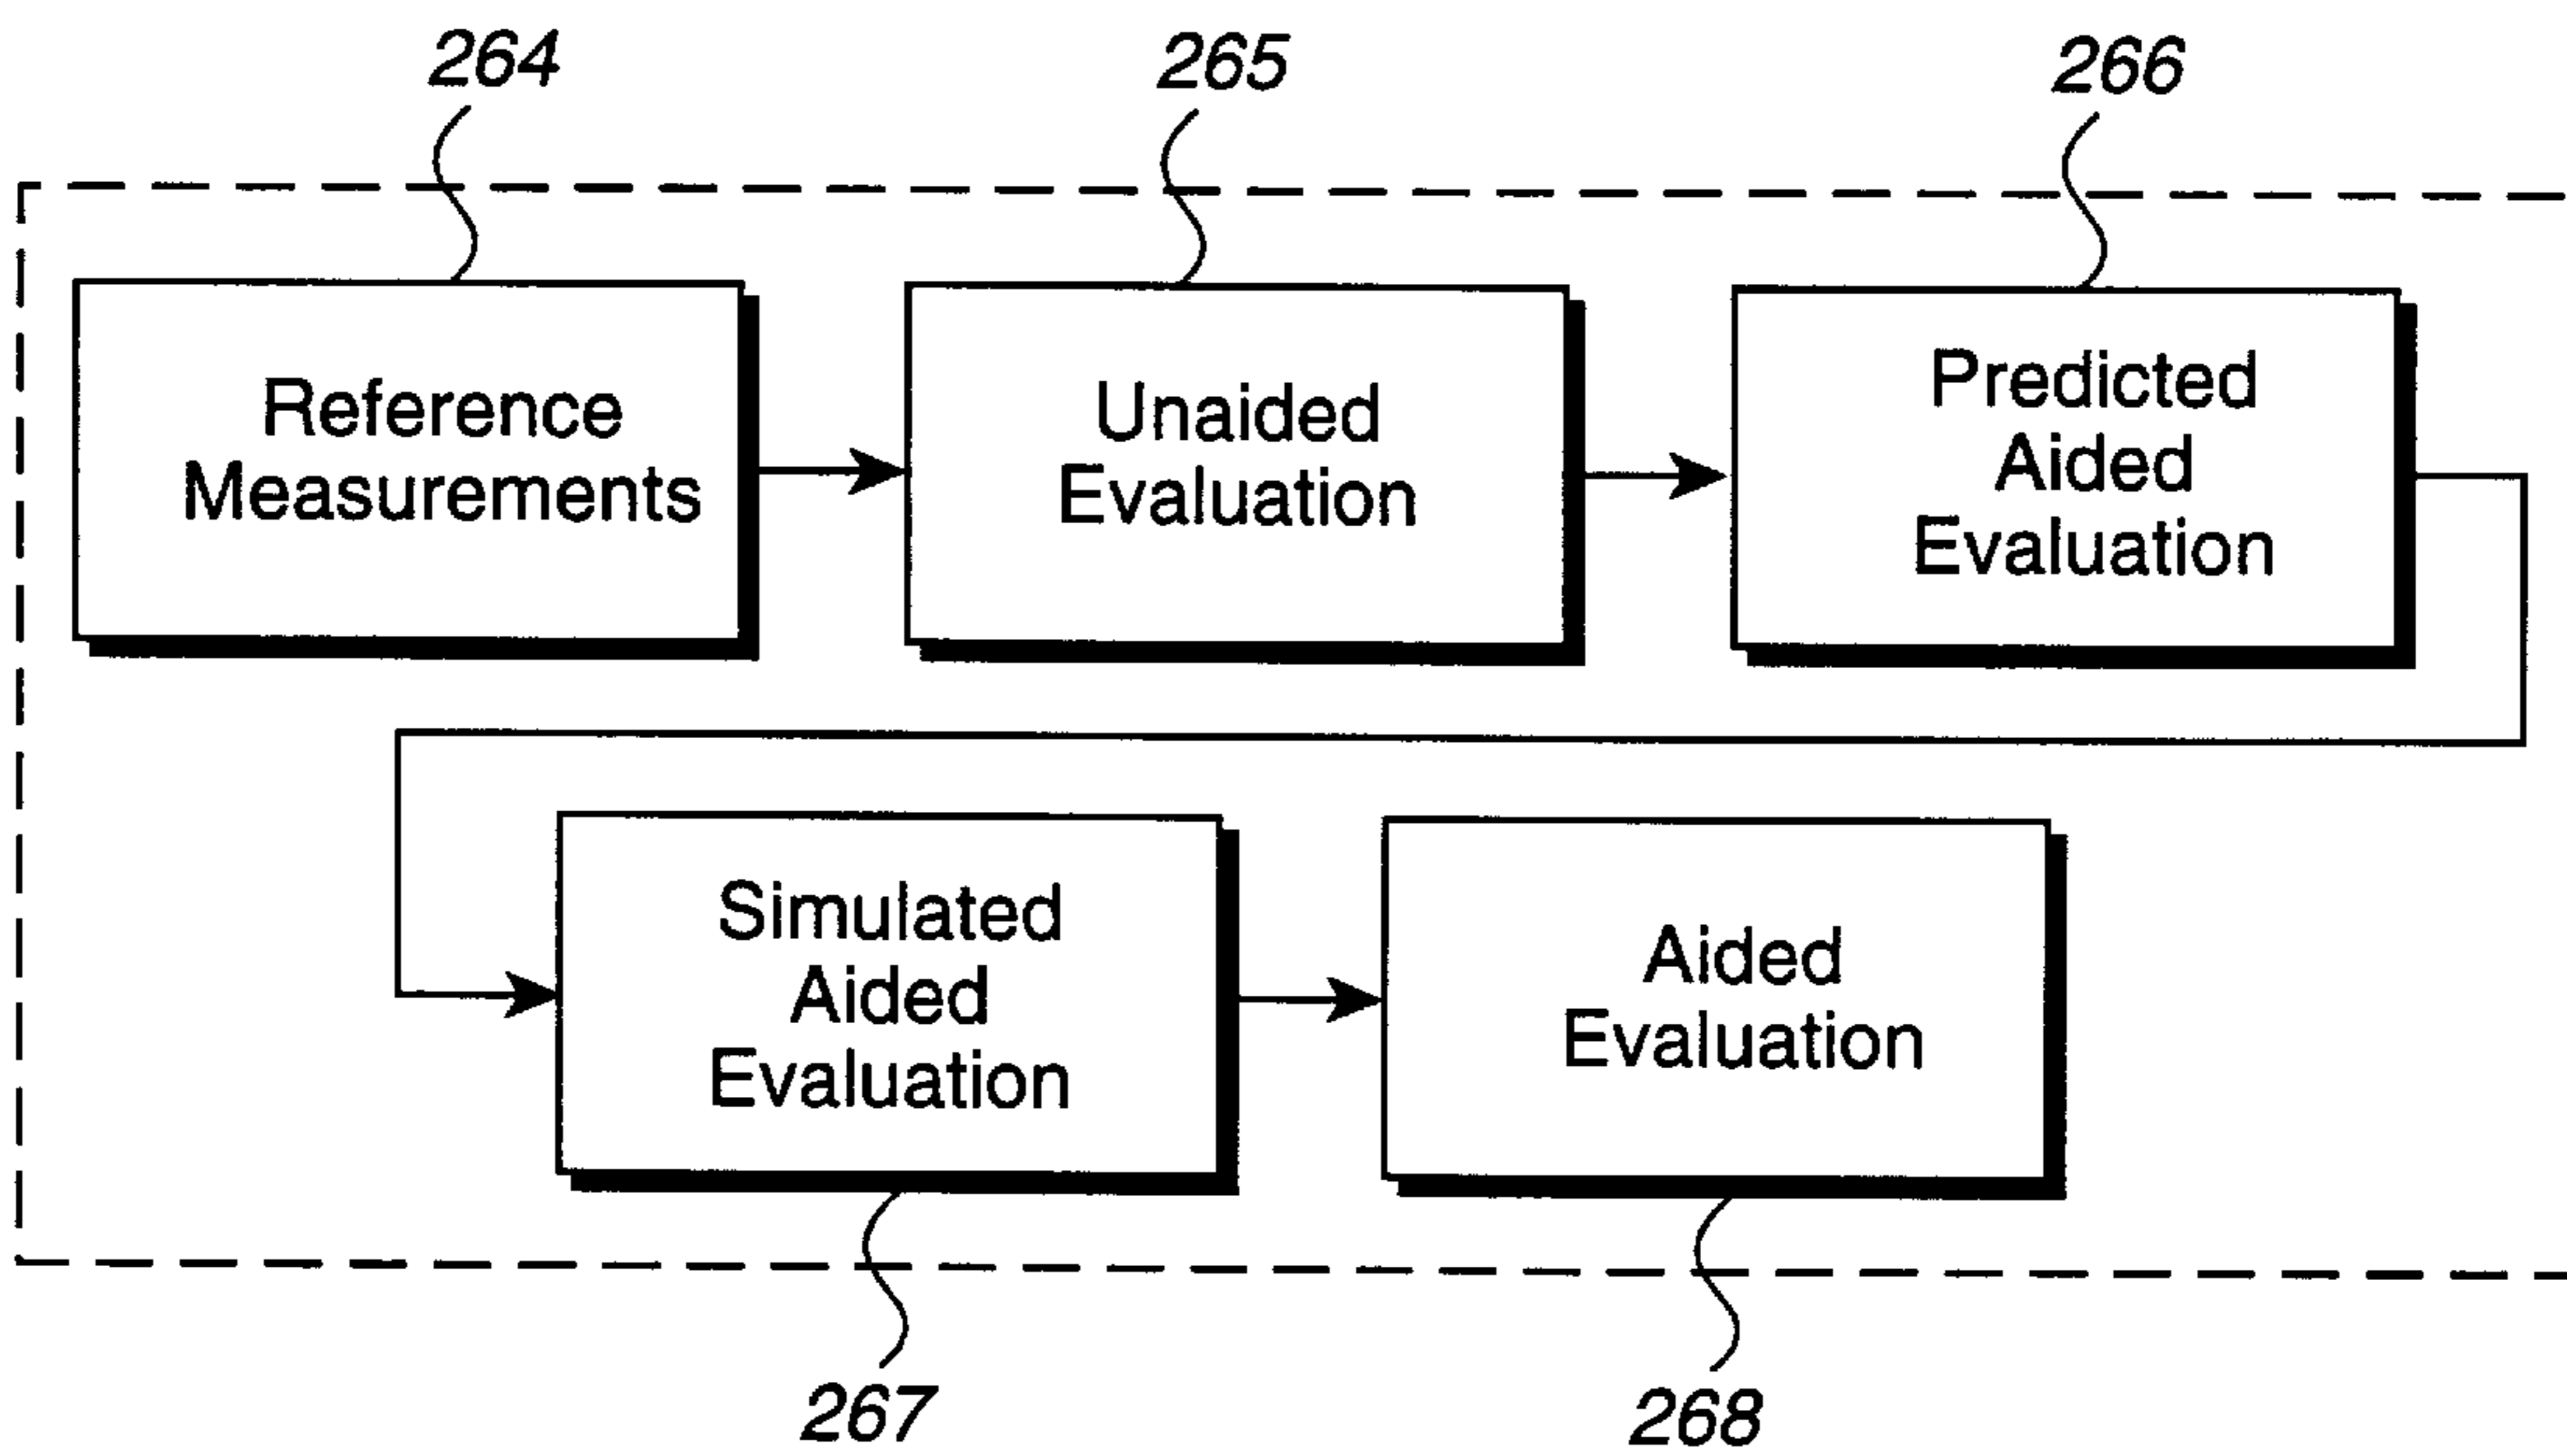 264
265
266
Reference
Measurements
Unaided
Evaluation
Predicted
Aided
Evaluation
Simulated
Aided
Evaluation
Aided
Evaluation
267
268